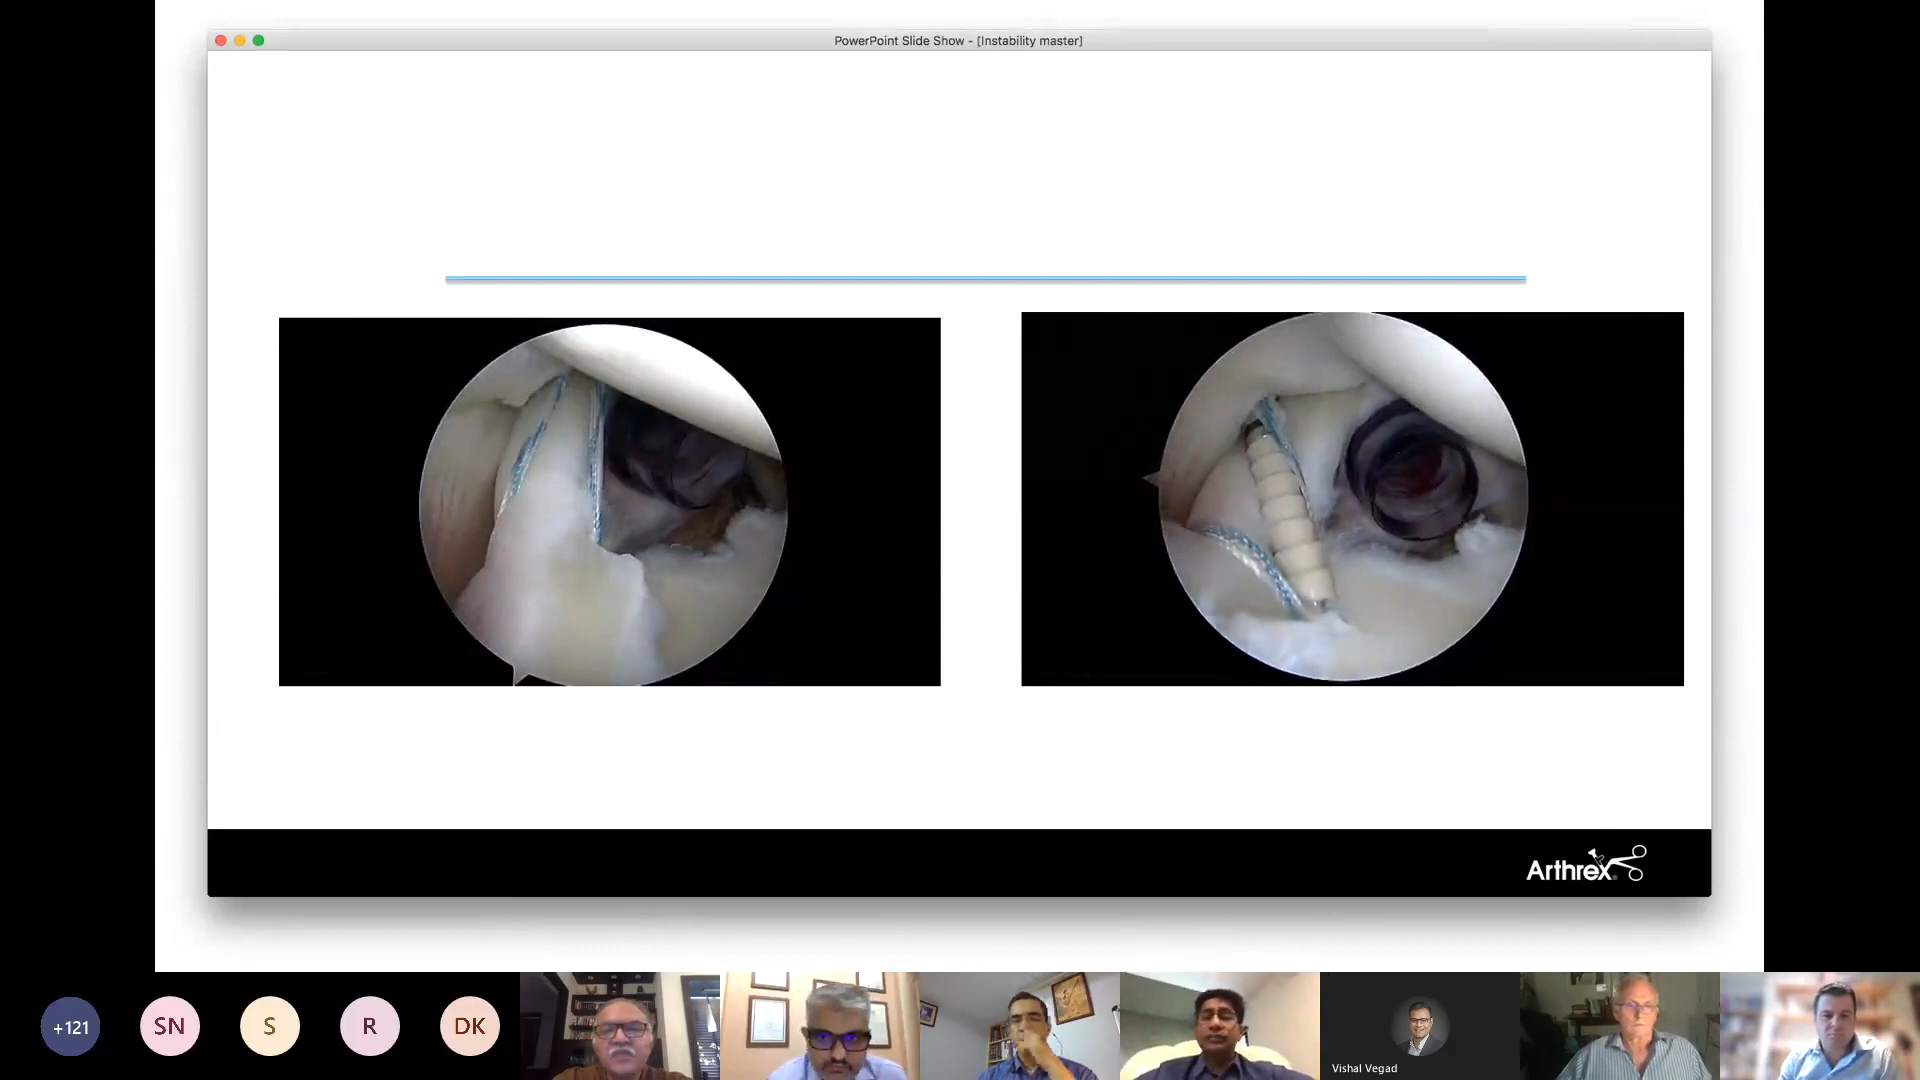 PowerPoint Slide Show - [Instability master]
Arthrex
+121
SN
S
R
DK
Vishal Vegad